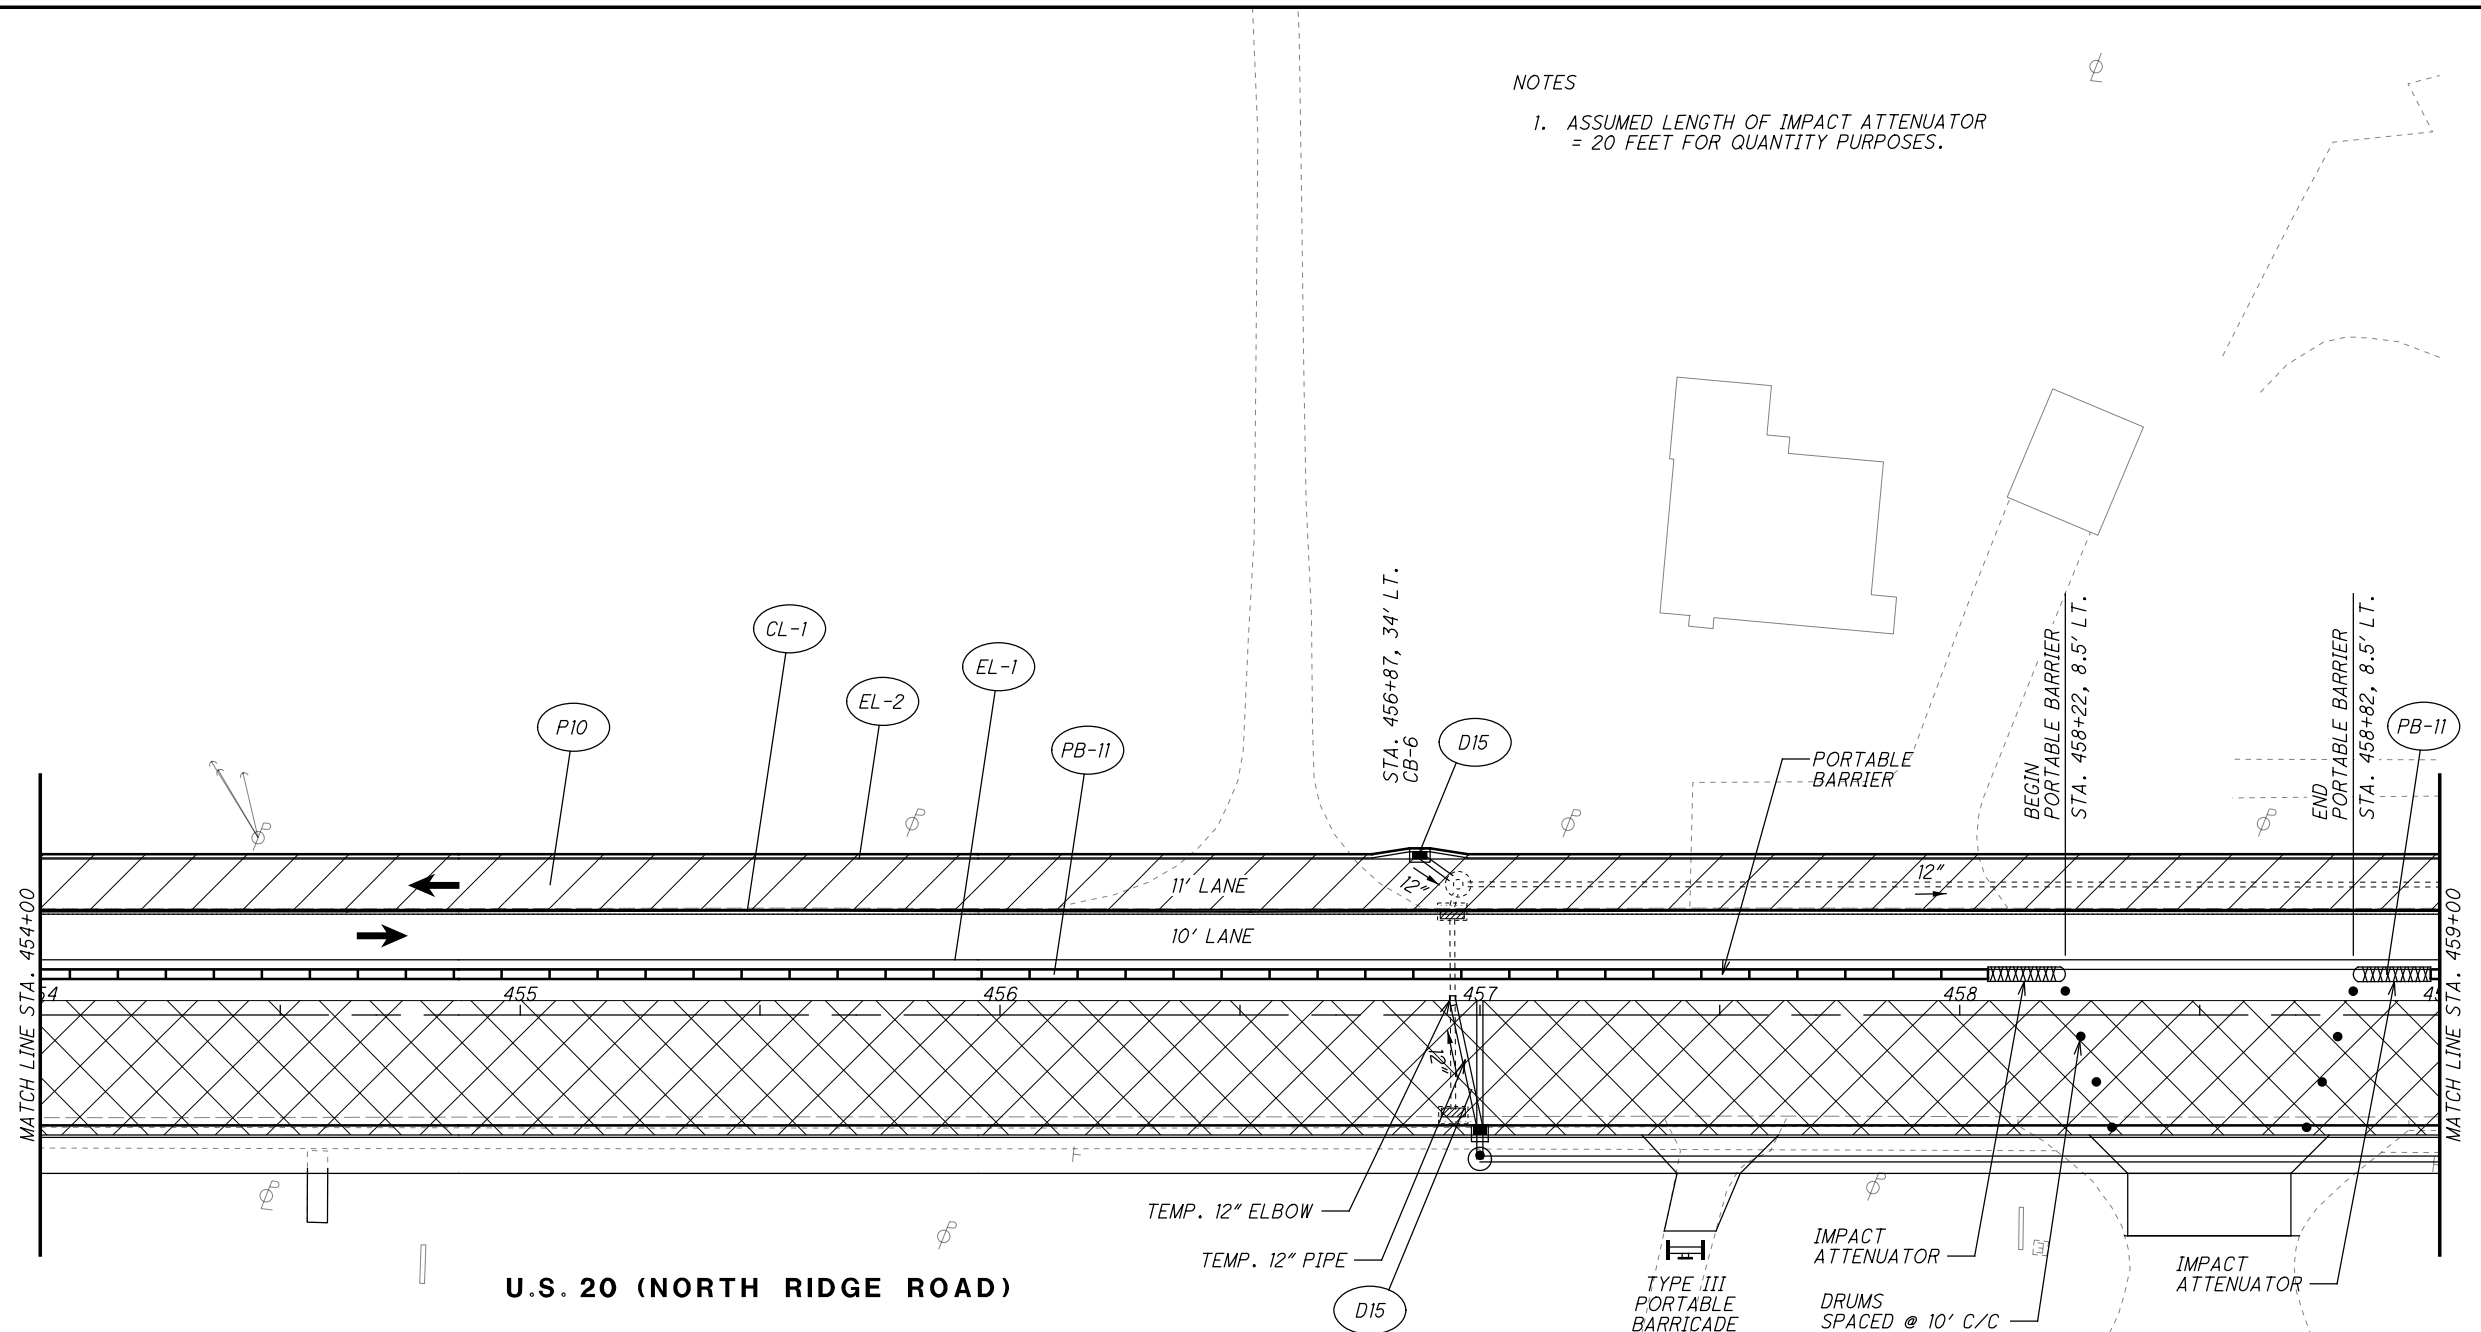 NOTES
1. ASSUMED LENGTH OF IMPACT ATTENUATOR
= 20 FEET FOR QUANTITY PURPOSES.
STA. 456+87, 34' LT.
CB-6
CL-1
EL-1
EL-2
P10
PB-11
D15
PORTABLE
BARRIER
BEGIN
PORTABLE BARRIER
STA. 458+22, 8.5' LT.
END
PORTABLE BARRIER
STA. 458+82, 8.5' LT.
PB-11
MATCH LINE STA. 454+00
11' LANE
12"
12"
10' LANE
MATCH LINE STA. 459+00
54
455
456
457
458
45
12"
T
TEMP. 12" ELBOW
TEMP. 12" PIPE
D15
U.S. 20 (NORTH RIDGE ROAD)
TYPE III
PORTABLE
BARRICADE
IMPACT
ATTENUATOR
DRUMS
SPACED @ 10' C/C
E
IMPACT
ATTENUATOR